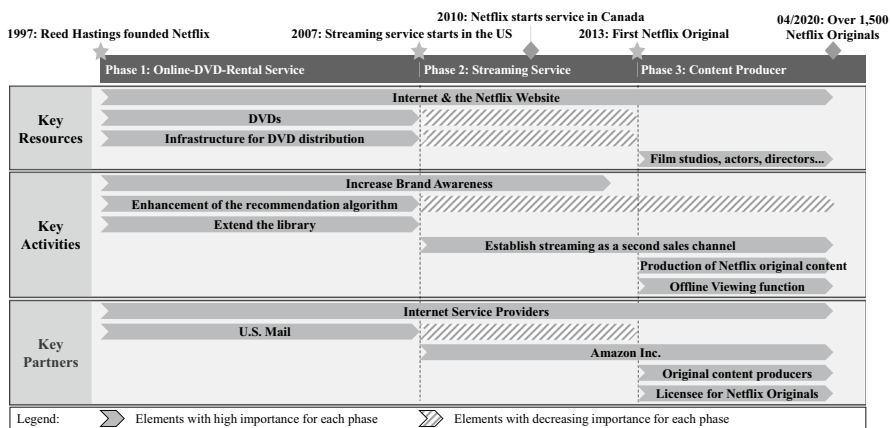 2010: Netflix starts service in Canada
04/2020: Over 1,500
Netflix Originals
1997: Reed Hastings founded Netflix
2007: Streaming service starts in the US
2013: First Netflix Original
Phase 1: Online-DVD-Rental Service
Phase 2: Streaming Service
Phase 3: Content Producer
Key
Resources
Internet & the Netflix Website
DVDs
Infrastructure for DVD distribution
Film studios, actors, directors...
Key
Activities
Increase Brand Awareness
Enhancement of the recommendation algorithm
Extend the library
Establish streaming as a second sales channel
Production of Netflix original content
Offline Viewing function
Key
Partners
Internet Service Providers
U.S. Mail
Amazon Inc.
Original content producers
Licensee for Netflix Originals
Legend:
Elements with high importance for each phase
Elements with decreasing importance for each phase